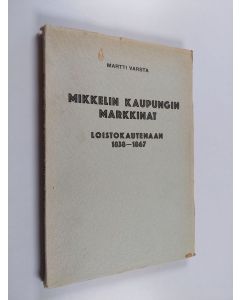 MARTTI VARSTA
MIKKELIN KAUPUNGIN
MARKKINAT
LOISTOKAUTENAAN
1838—1867